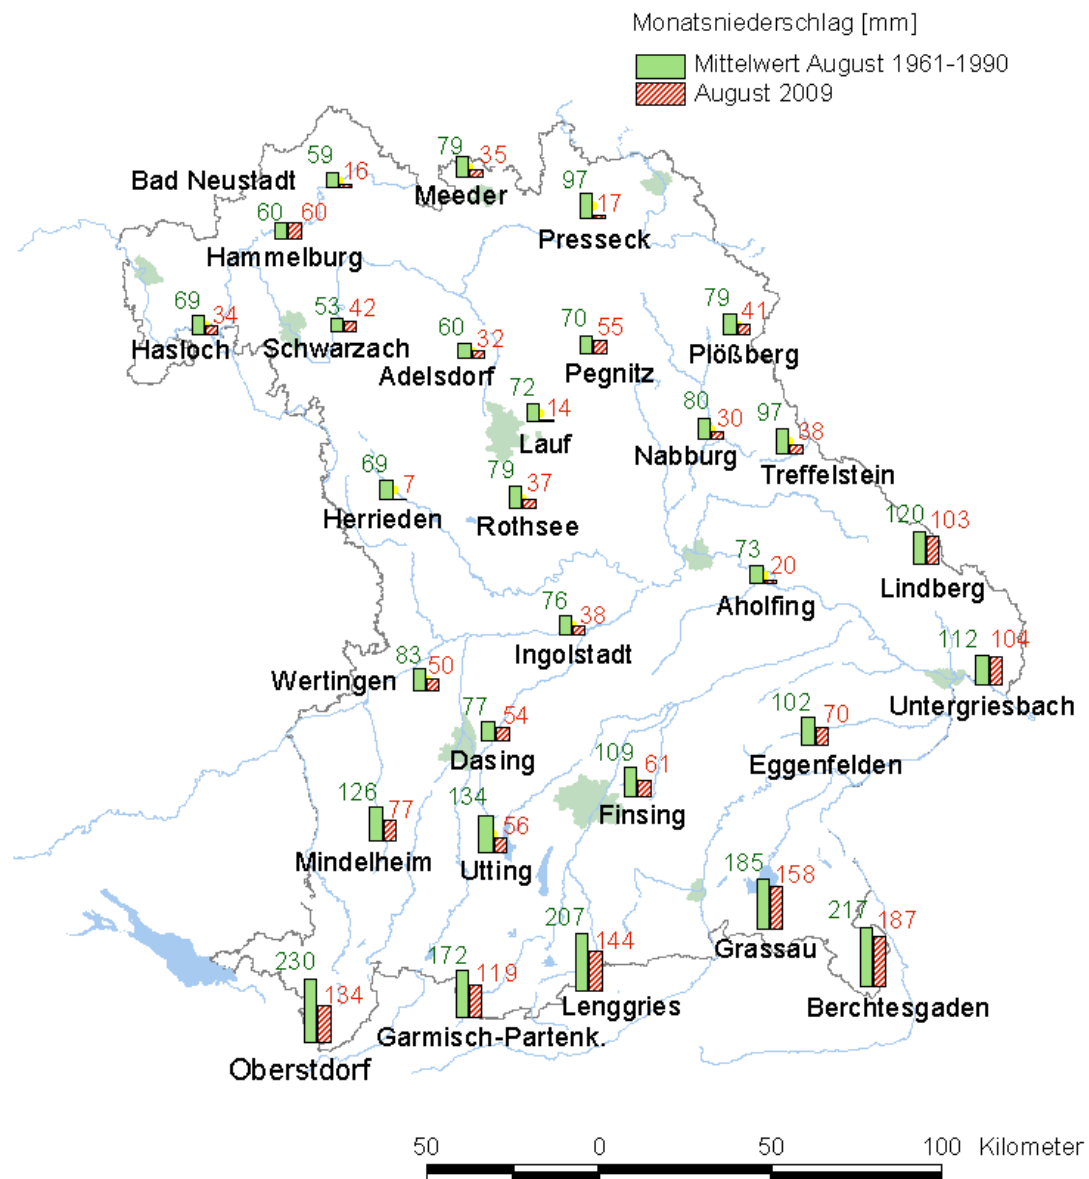 Monatsniederschlag [mm]
Mittelwert August 1961-1990
August 2009
59
16
Bad Neustadt
79
35
Meeder
97
17
Presseck
60
60
Hammelburg
69
34
Hasloch
53
42
Schwarzach
60
32
Adelsdorf
70
55
Pegnitz
79
41
Plößberg
72
14
Lauf
80
30
Nabburg
97
38
Treffelstein
69
7
Herrieden
79
37
Rothsee
120
103
Lindberg
73
20
Aholfing
76
38
Ingolstadt
112
104
Untergriesbach
83
50
Wertingen
77
54
Dasing
102
70
Eggenfelden
109
61
Finsing
126
77
Mindelheim
134
56
Utting
185
158
Grassau
217
187
Berchtesgaden
207
144
Lenggries
172
119
Garmisch-Partenk.
230
134
Oberstdorf
50 0 50 100 Kilometer